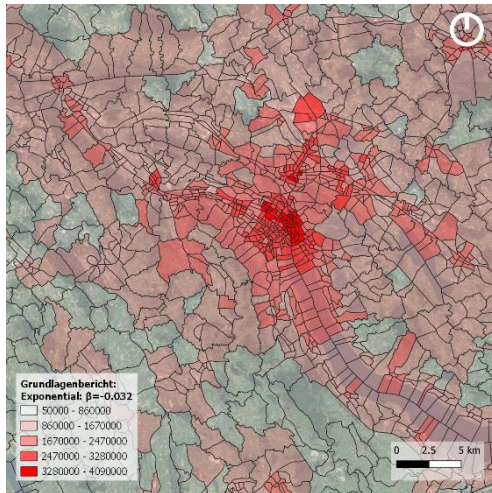 Grundlagenbericht:
Exponential: β=-0.032
50000 - 860000
860000 - 1670000
1670000 - 2470000
2470000 - 3280000
3280000 - 4090000
0 2.5 5 km